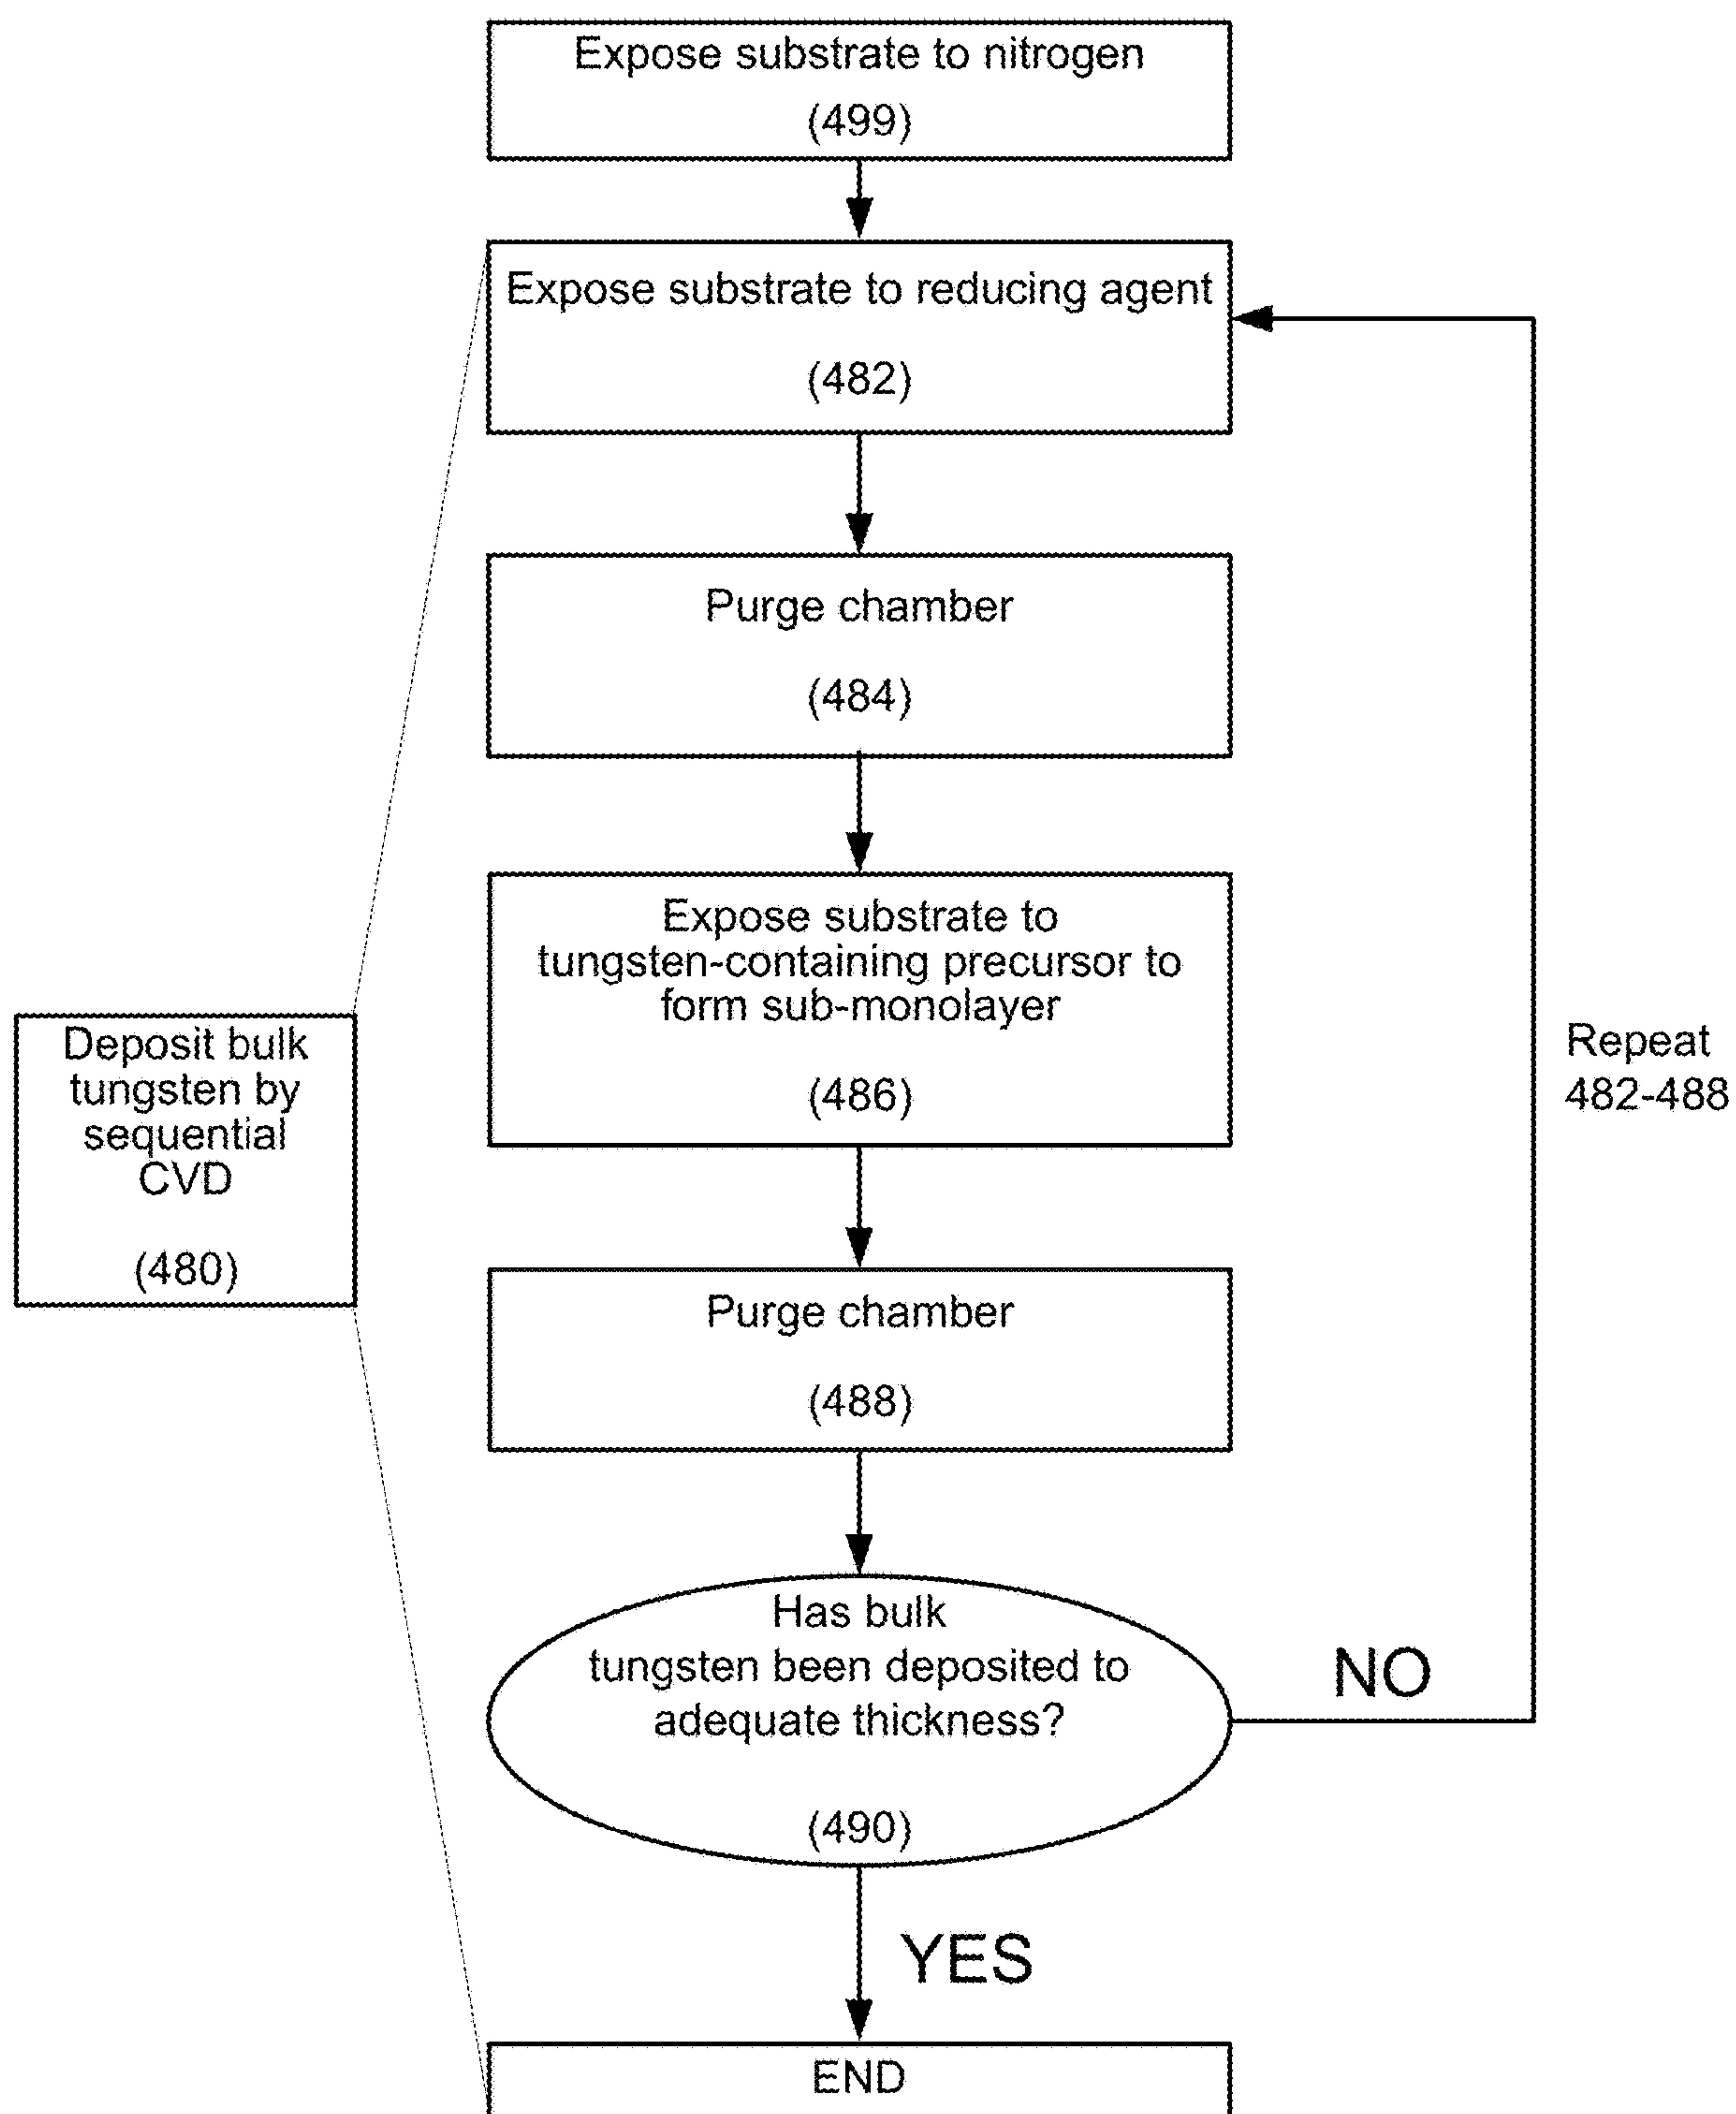 Expose substrate to nitrogen
(499)
Expose substrate to reducing agent
(482)
Purge chamber
(484)
Expose substrate to
tungsten-containing precursor to
form sub-monolayer
(486)
Deposit bulk
tungsten by
sequential
CVD
(480)
Repeat
482-488
Purge chamber
(488)
Has bulk
tungsten been deposited to
adequate thickness?
(490)
NO
YES
END